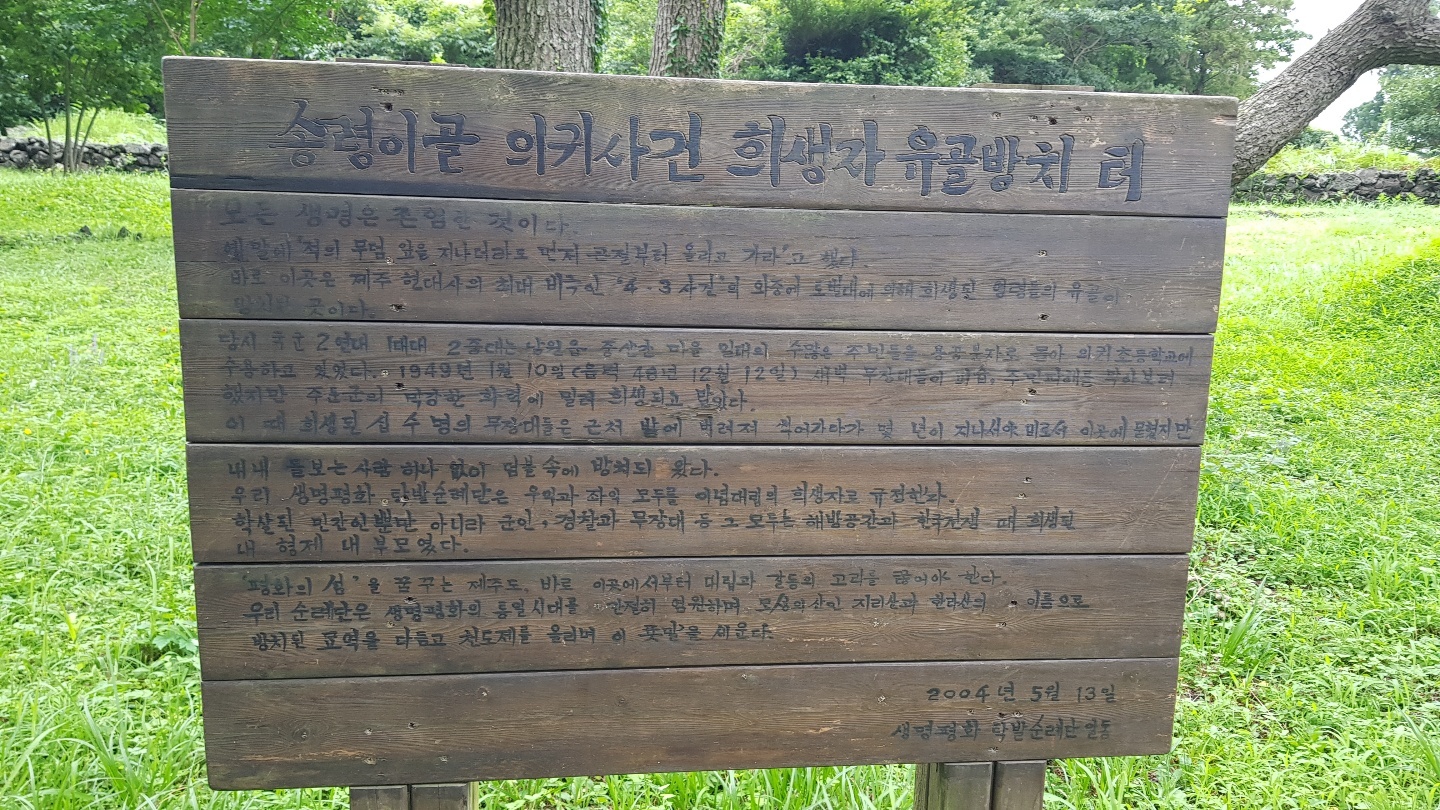 송령이골 의귀사건 희생자 유골방치 터
모든 생명은 존엄한 것이다.
옛말에 '적의 무덤 앞을 지나더라도 먼저 큰절부터 올리고 가라'고 했다
바로 이곳은 제주 현대사의 최대 비극인 '4·3사건'의 와중에 토벌대에 의해 희생된 영령들의 유골이
방치된 곳이다.
당시 국군 2연대 1대대 2중대는 남원읍 중산간 마을 일대의 수많은 주민들을 용공분자로 몰아 의귀초등학교에
수용하고 있었다. 1949년 1월 10일(음력 48년 12월 12일) 새벽 무장대들이 습, 주민피해를 막아보려
했지만 주둔군의 막강한 화력에 밀려 희생되고 말았다.
이 때 희생된 십 수 명의 무장대들은 근처 밭에 버려져 썩어가다가 몇 년이 지나서야 비로서 이곳에 묻혔지만
내내 돌보는 사람 하나 없이 덤불 속에 방치되 왔다.
우리 생명평화 탁발순례단은 우익과 좌익 모두를 이념대립의 희생자로 규정한다.
학살된 민간인뿐만 아니라 군인·경찰과 무장대 등 그 모두는 해방공간과 한국전쟁 때 희생된
내 형제 내 부모였다.
'평화의 섬'을 꿈꾸는 제주도, 바로 이곳에서부터 대립과 갈등의 고리를 끊어야 한다.
우리 순례단은 생명평화의 통일시대를 간절히 염원하며 모성의 산인 지리산과 한라산의 이름으로
방치된 묘역을 다듬고 천도제를 올리며 이 푯말을 세운다.
2004년 5월 13일
생명평화 탁발순례단 일동